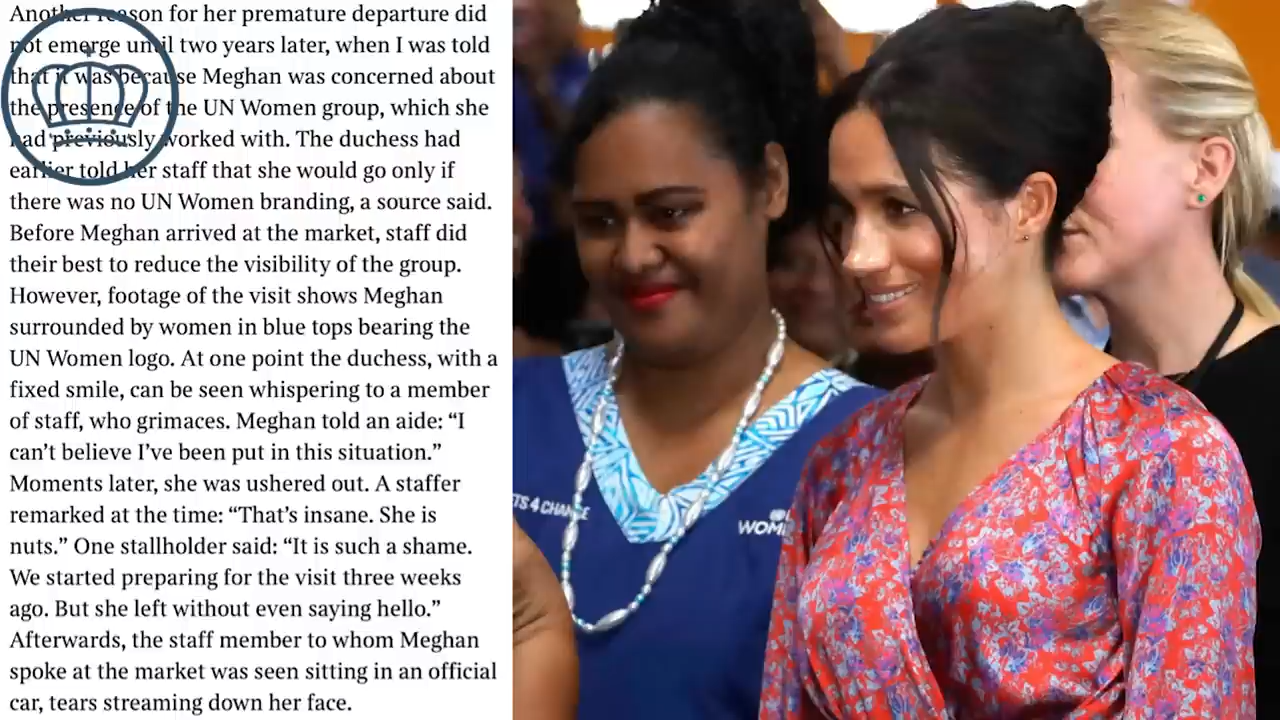 Another reason for her premature departure did
not emerge until two years later, when I was told
that it was because Meghan was concerned about
the presence of the UN Women group, which she
had previously worked with. The duchess had
earlier told her staff that she would go only if
there was no UN Women branding, a source said.
Before Meghan arrived at the market, staff did
their best to reduce the visibility of the group.
However, footage of the visit shows Meghan
surrounded by women in blue tops bearing the
UN Women logo. At one point the duchess, with a
fixed smile, can be seen whispering to a member
of staff, who grimaces. Meghan told an aide: “I
can’t believe I’ve been put in this situation.”
Moments later, she was ushered out. A staffer
remarked at the time: “That’s insane. She is
nuts.” One stallholder said: “It is such a shame.
We started preparing for the visit three weeks
ago. But she left without even saying hello.”
Afterwards, the staff member to whom Meghan
spoke at the market was seen sitting in an official
car, tears streaming down her face.
ETS 4 CHANGE
WOME